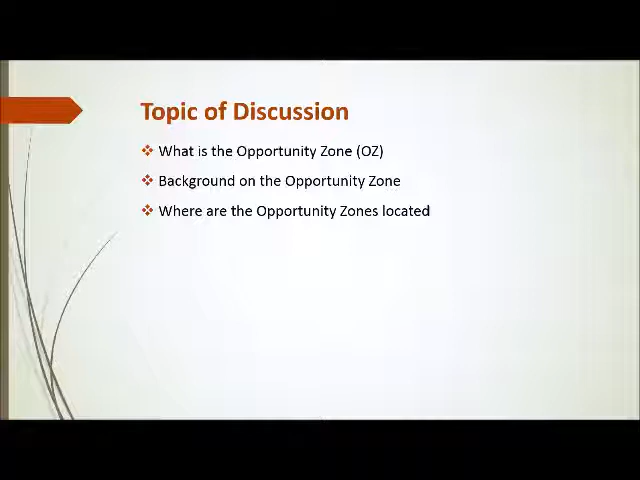 Topic of Discussion
What is the Opportunity Zone (OZ)
Background on the Opportunity Zone
Where are the Opportunity Zones located